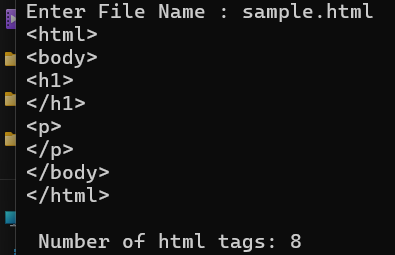 Enter File Name : sample.html
<html>
<body>
<h1>
</h1>
<p>
</p>
</body>
</html>
Number of html tags: 8